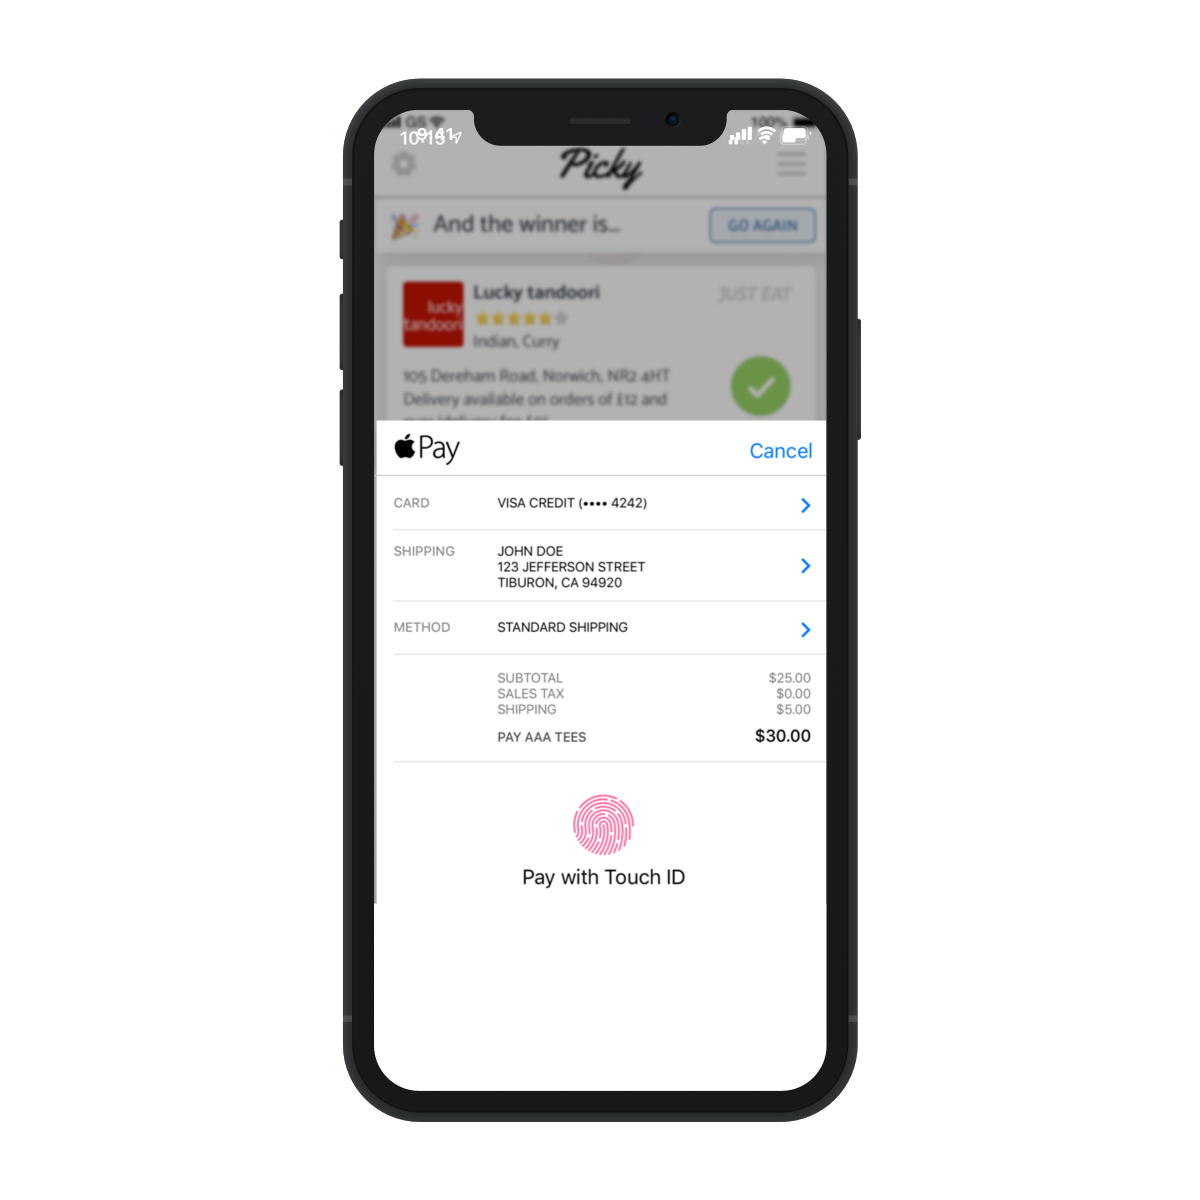 GS 100%
Picky
And the winner is...
GO AGAIN
lucky
tandoori
Lucky tandoori
JUST EAT
Indian, Curry
105 Dereham Road, Norwich, NR2 4HT
Delivery available on orders of £12 and
Pay
Cancel
CARD VISA CREDIT (•••• 4242)
SHIPPING JOHN DOE
123 JEFFERSON STREET
TIBURON, CA 94920
METHOD STANDARD SHIPPING
SUBTOTAL $25.00
SALES TAX $0.00
SHIPPING $5.00
PAY AAA TEES $30.00
Pay with Touch ID